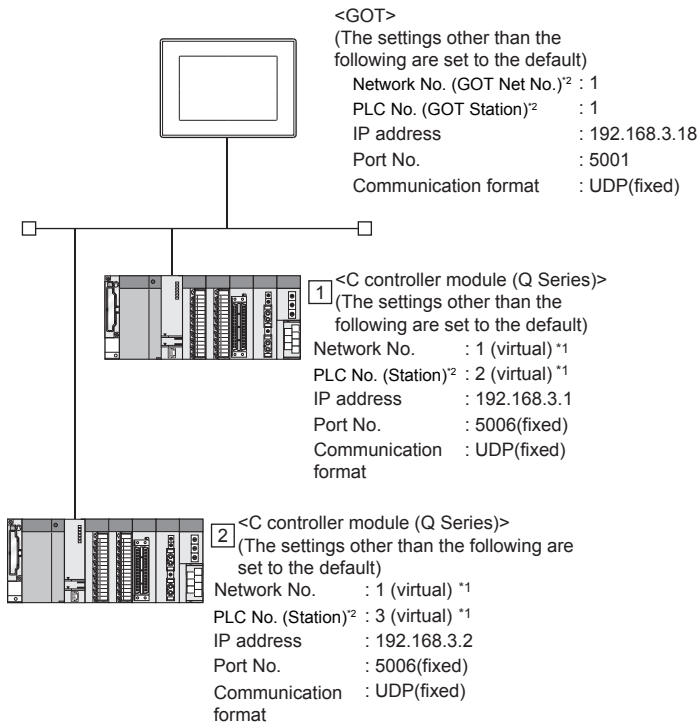 <GOT>
(The settings other than the
following are set to the default)
Network No. (GOT Net No.)*2 : 1
PLC No. (GOT Station)*2 : 1
IP address : 192.168.3.18
Port No. : 5001
Communication format : UDP(fixed)
1 <C controller module (Q Series)>
(The settings other than the
following are set to the default)
Network No. : 1 (virtual) *1
PLC No. (Station)*2 : 2 (virtual) *1
IP address : 192.168.3.1
Port No. : 5006(fixed)
Communication : UDP(fixed)
format
2 <C controller module (Q Series)>
(The settings other than the following are
set to the default)
Network No. : 1 (virtual) *1
PLC No. (Station)*2 : 3 (virtual) *1
IP address : 192.168.3.2
Port No. : 5006(fixed)
Communication : UDP(fixed)
format